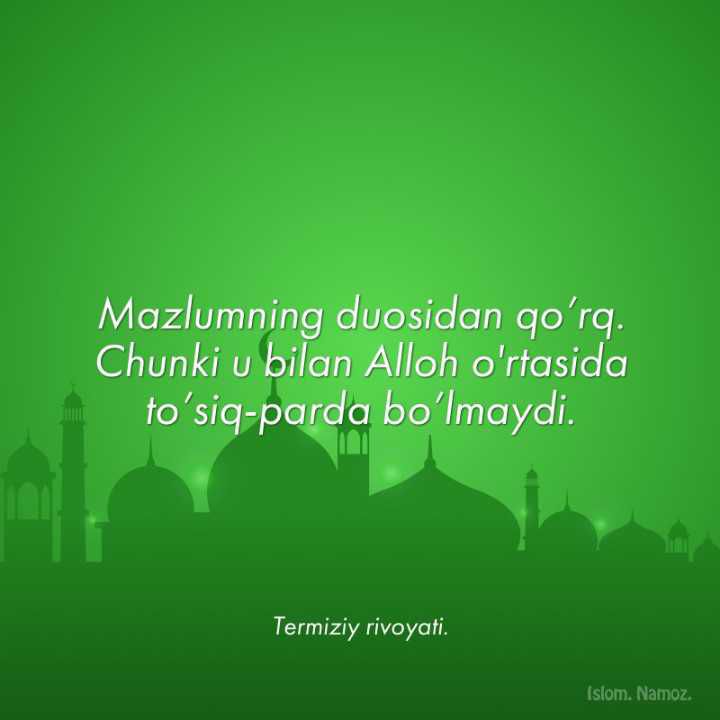 Mazlumning duosidan qo’rq.
Chunki u bilan Alloh o'rtasida
to’siq-parda bo’lmaydi.
Termiziy rivoyati.
Islom. Namoz.